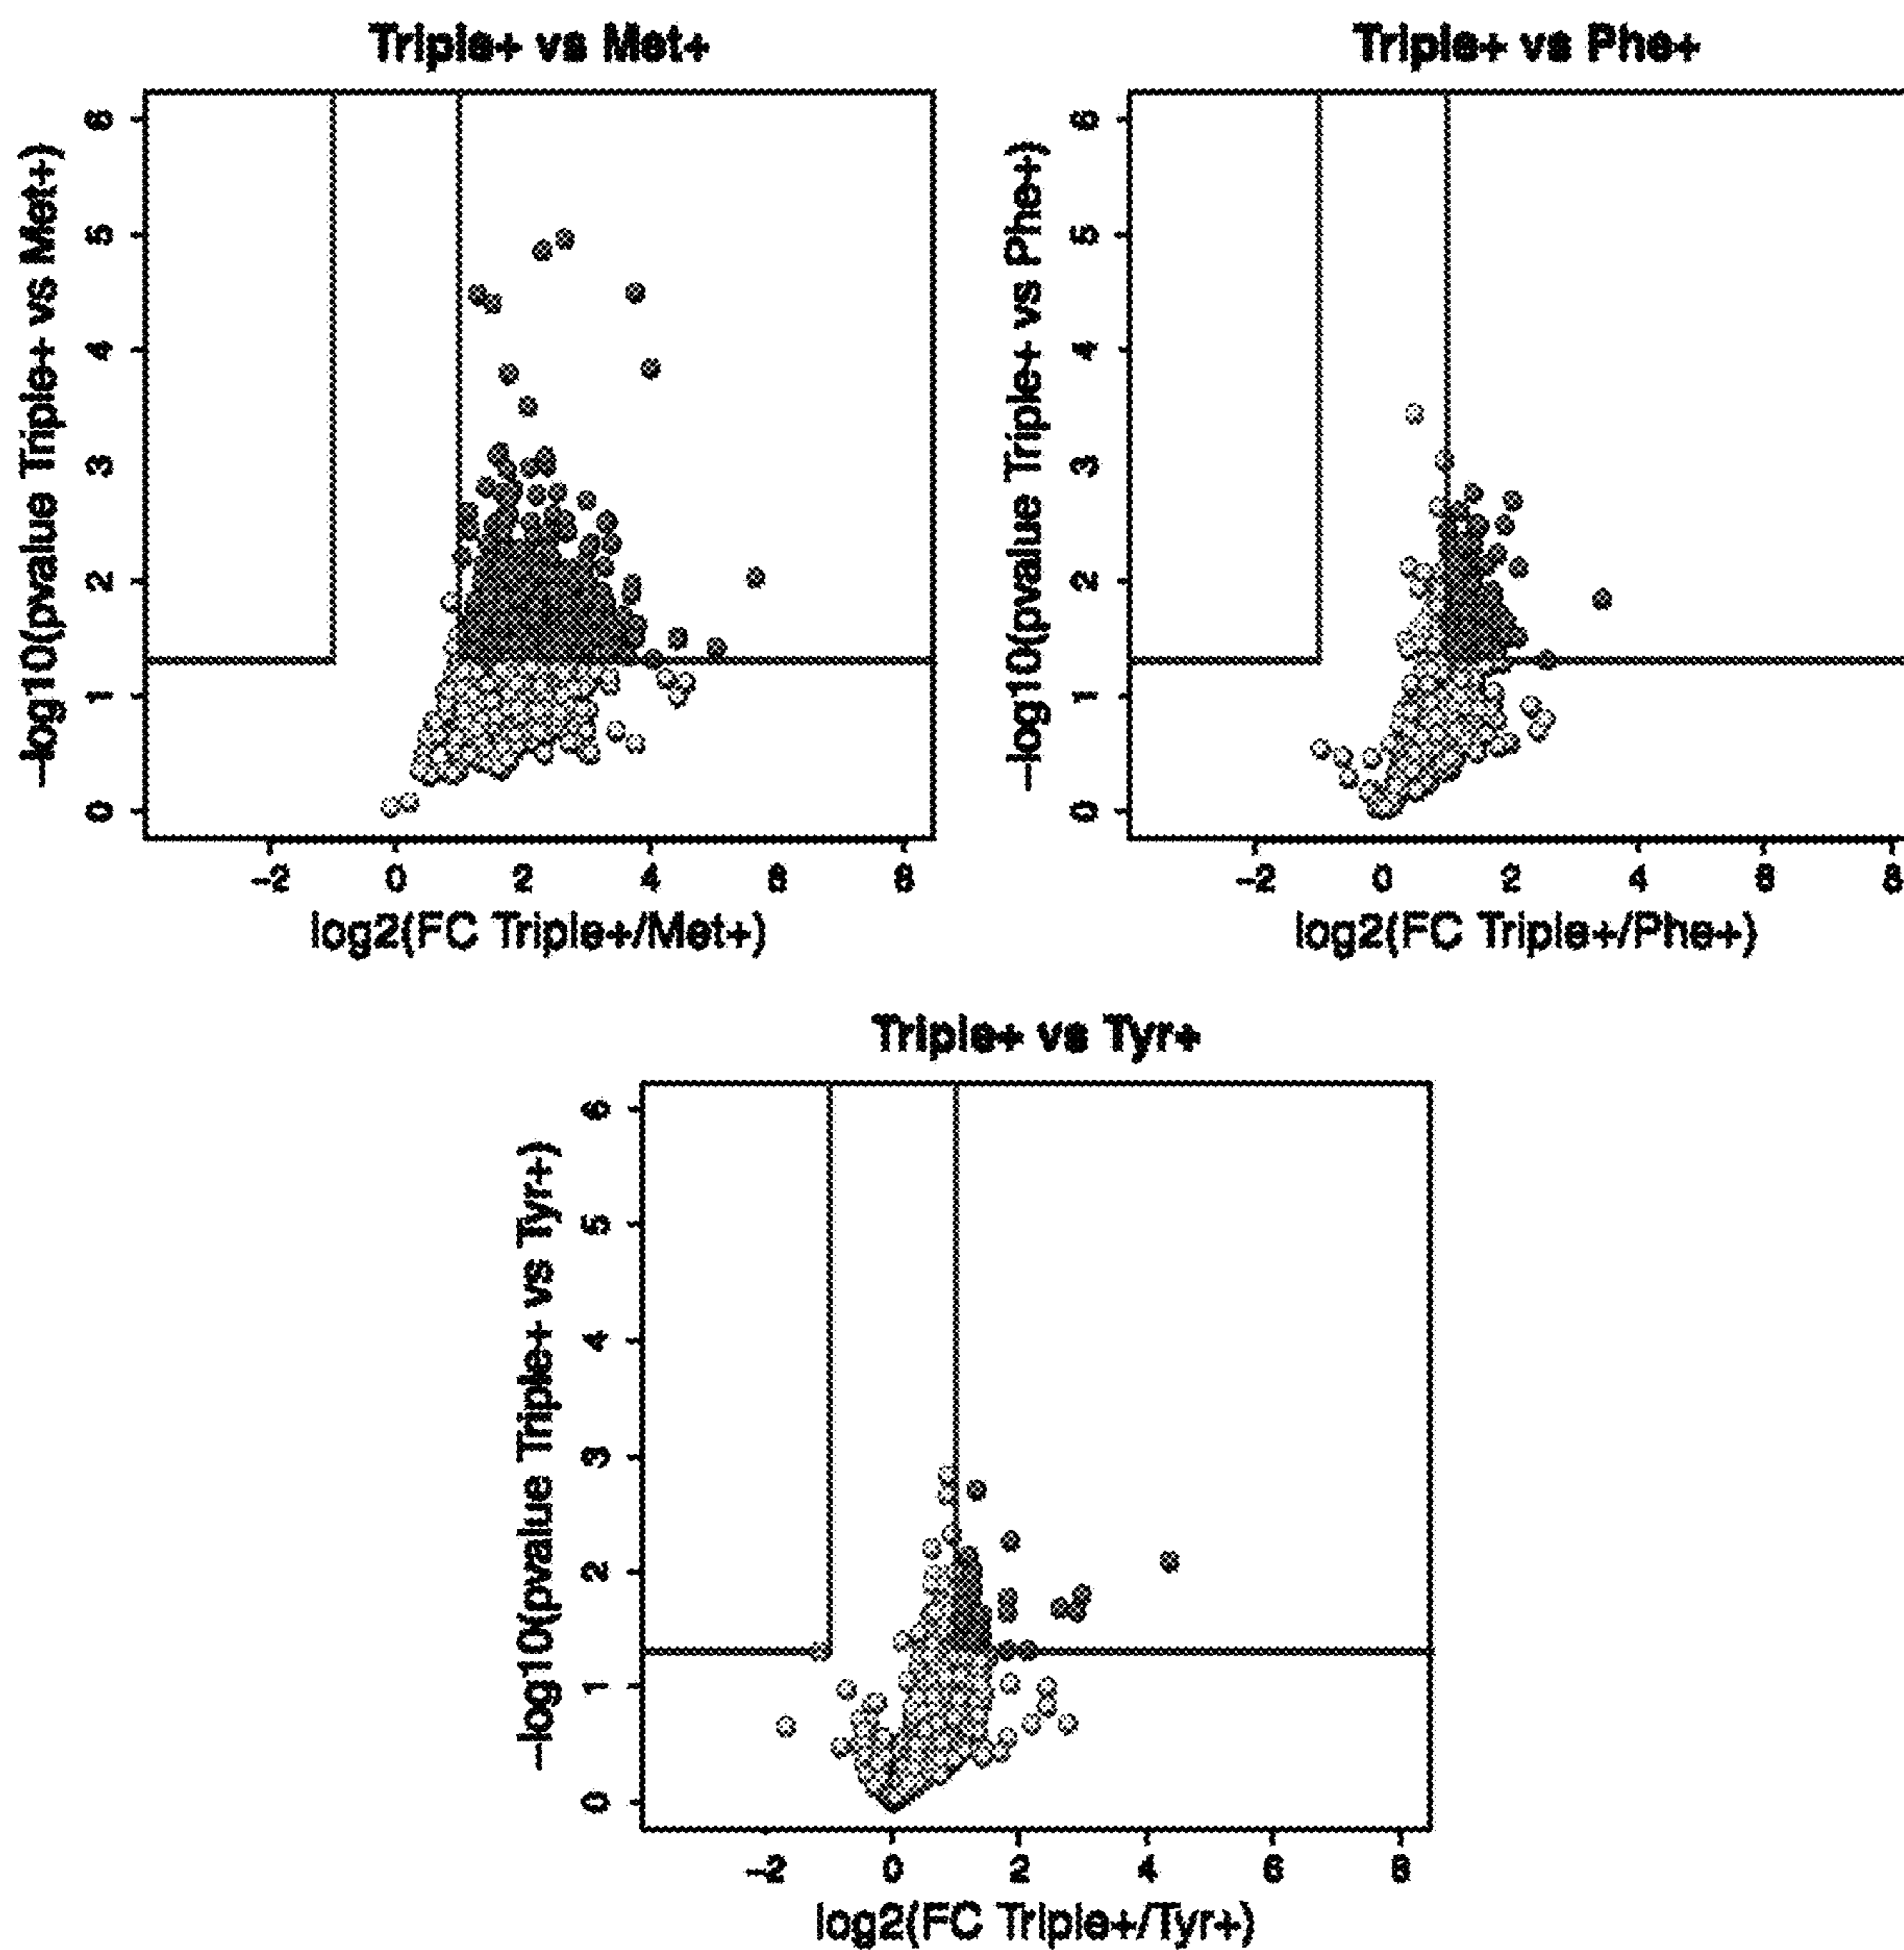 Triple+ vs Met+
-log10(pvalue Triple+ vs Met+)
6
5
4
3
2
1
0
-2 0 2 4 6 8
log2(FC Triple+/Met+)
Triple+ vs Phe+
-log10(pvalue Triple+ vs Phe+)
6
5
4
3
2
1
0
-2 0 2 4 6 8
log2(FC Triple+/Phe+)
Triple+ vs Tyr+
-log10(pvalue Triple+ vs Tyr+)
6
5
4
3
2
1
0
-2 0 2 4 6 8
log2(FC Triple+/Tyr+)